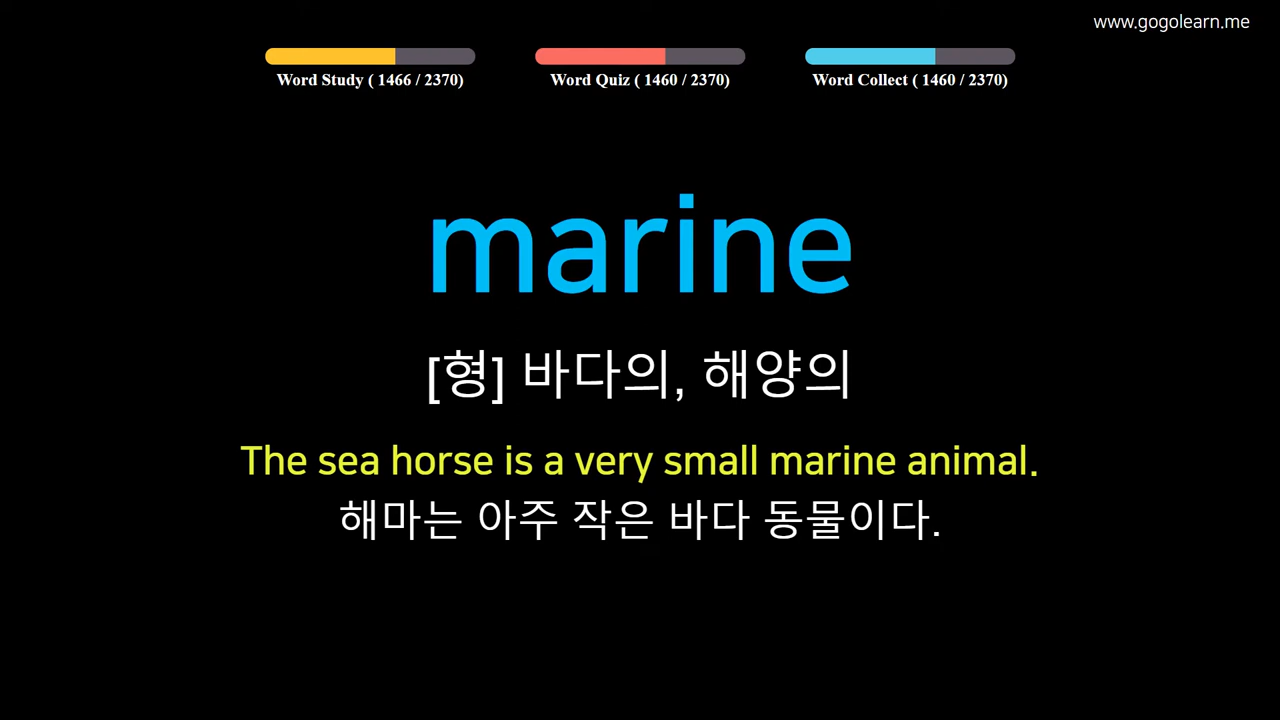 www.gogolearn.me
Word Study ( 1466 / 2370)
Word Quiz ( 1460 / 2370)
Word Collect ( 1460 / 2370)
marine
[형] 바다의, 해양의
The sea horse is a very small marine animal.
해마는 아주 작은 바다 동물이다.